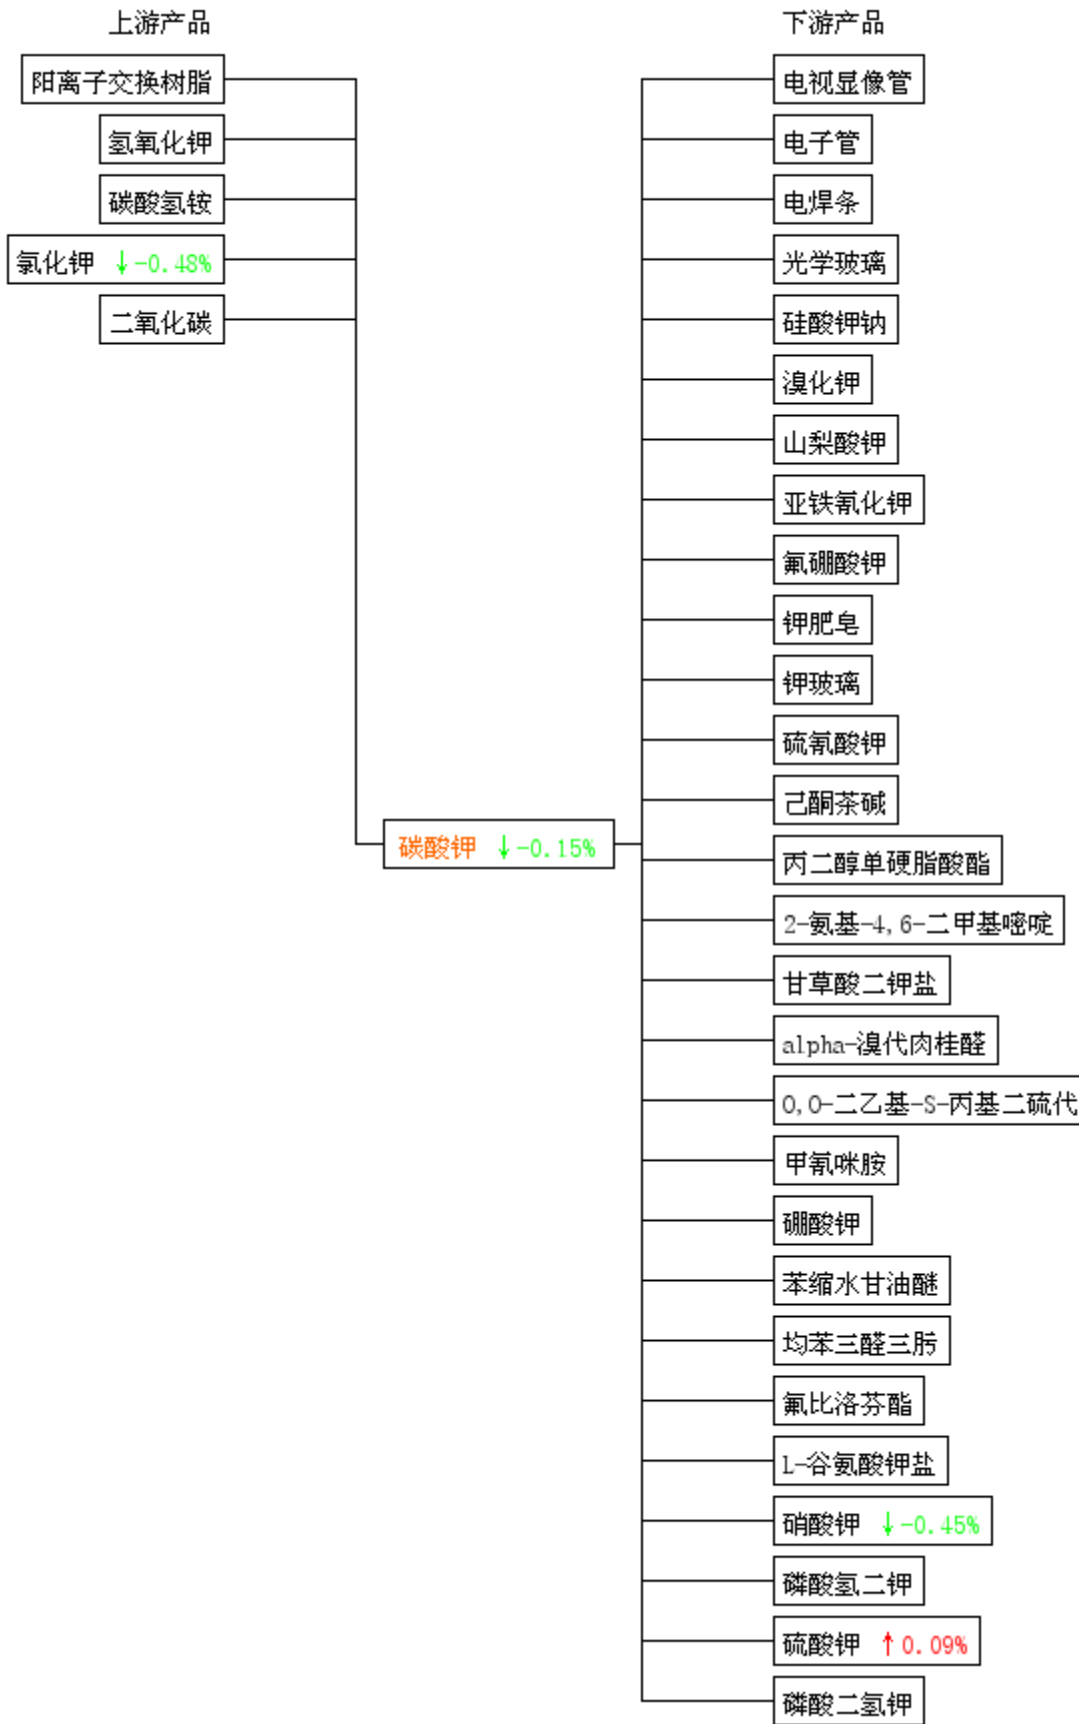 上游产品
下游产品
阳离子交换树脂
氢氧化钾
碳酸氢铵
氯化钾 ↓-0.48%
二氧化碳
碳酸钾 ↓-0.15%
电视显像管
电子管
电焊条
光学玻璃
硅酸钾钠
溴化钾
山梨酸钾
亚铁氰化钾
氟硼酸钾
钾肥皂
钾玻璃
硫氰酸钾
己酮茶碱
丙二醇单硬脂酸酯
2-氨基-4,6-二甲基嘧啶
甘草酸二钾盐
alpha-溴代肉桂醛
O,O-二乙基-S-丙基二硫代
甲氰咪胺
硼酸钾
苯缩水甘油醚
均苯三醛三肟
氟比洛芬酯
L-谷氨酸钾盐
硝酸钾 ↓-0.45%
磷酸氢二钾
硫酸钾 ↑0.09%
磷酸二氢钾